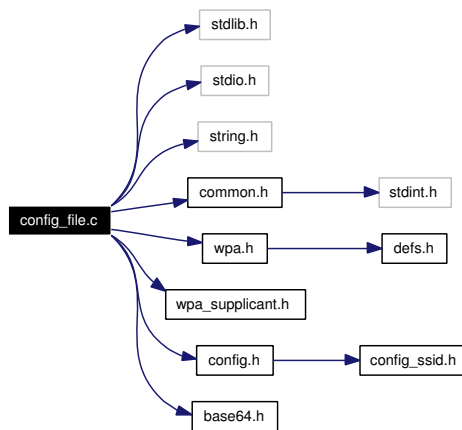 stdlib.h
stdio.h
string.h
common.h
stdint.h
config_file.c
wpa.h
defs.h
wpa_supplicant.h
config.h
config_ssid.h
base64.h